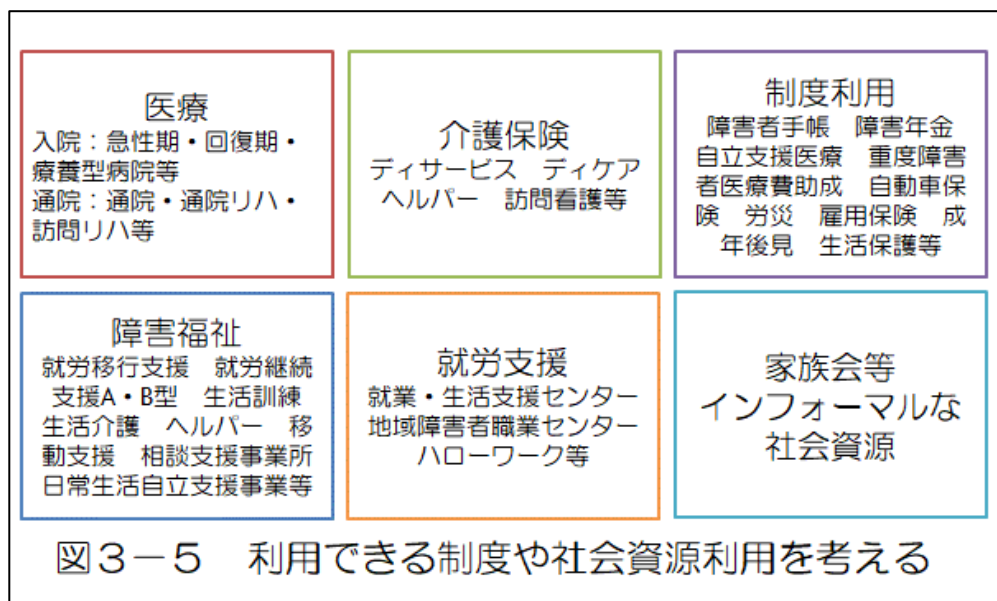 医療
入院：急性期・回復期・
療養型病院等
通院：通院・通院リハ・
訪問リハ等
介護保険
ディサービス　ディケア
ヘルパー　訪問看護等
制度利用
障害者手帳　障害年金
自立支援医療　重度障害
者医療費助成　自動車保
険　労災　雇用保険　成
年後見　生活保護等
障害福祉
就労移行支援　就労継続
支援A・B型　生活訓練
生活介護　ヘルパー　移
動支援　相談支援事業所
日常生活自立支援事業等
就労支援
就業・生活支援センター
地域障害者職業センター
ハローワーク等
家族会等
インフォーマルな
社会資源
図３－５　利用できる制度や社会資源利用を考える